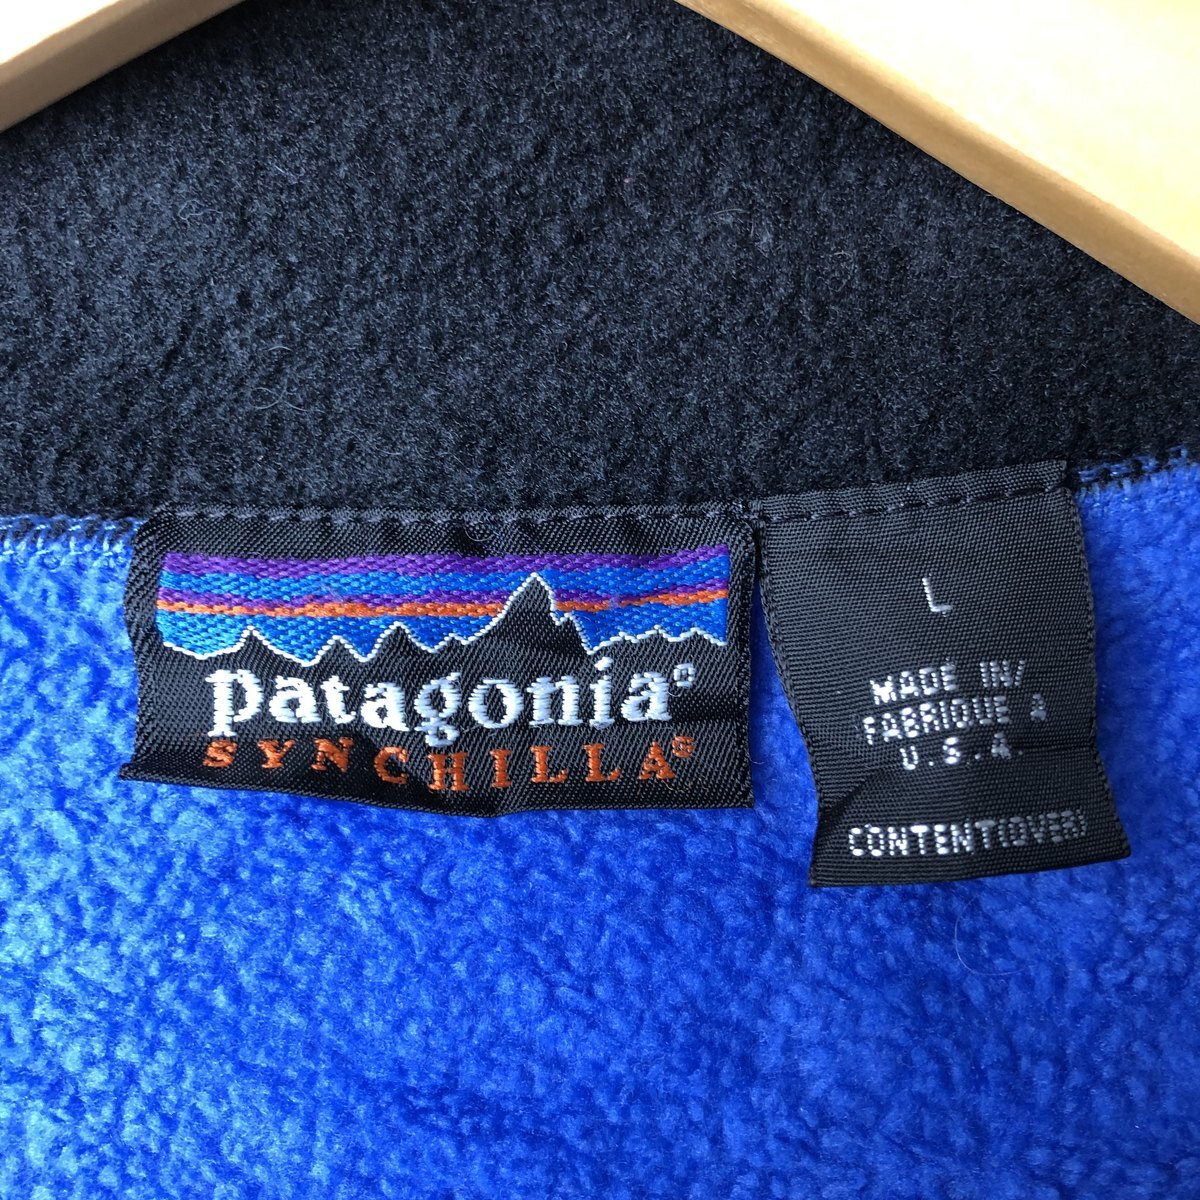 patagonia®
SYNCHILLA®
L
MADE IN/
FABRIQUE A
U.S.A.
CONTENT(OVER)